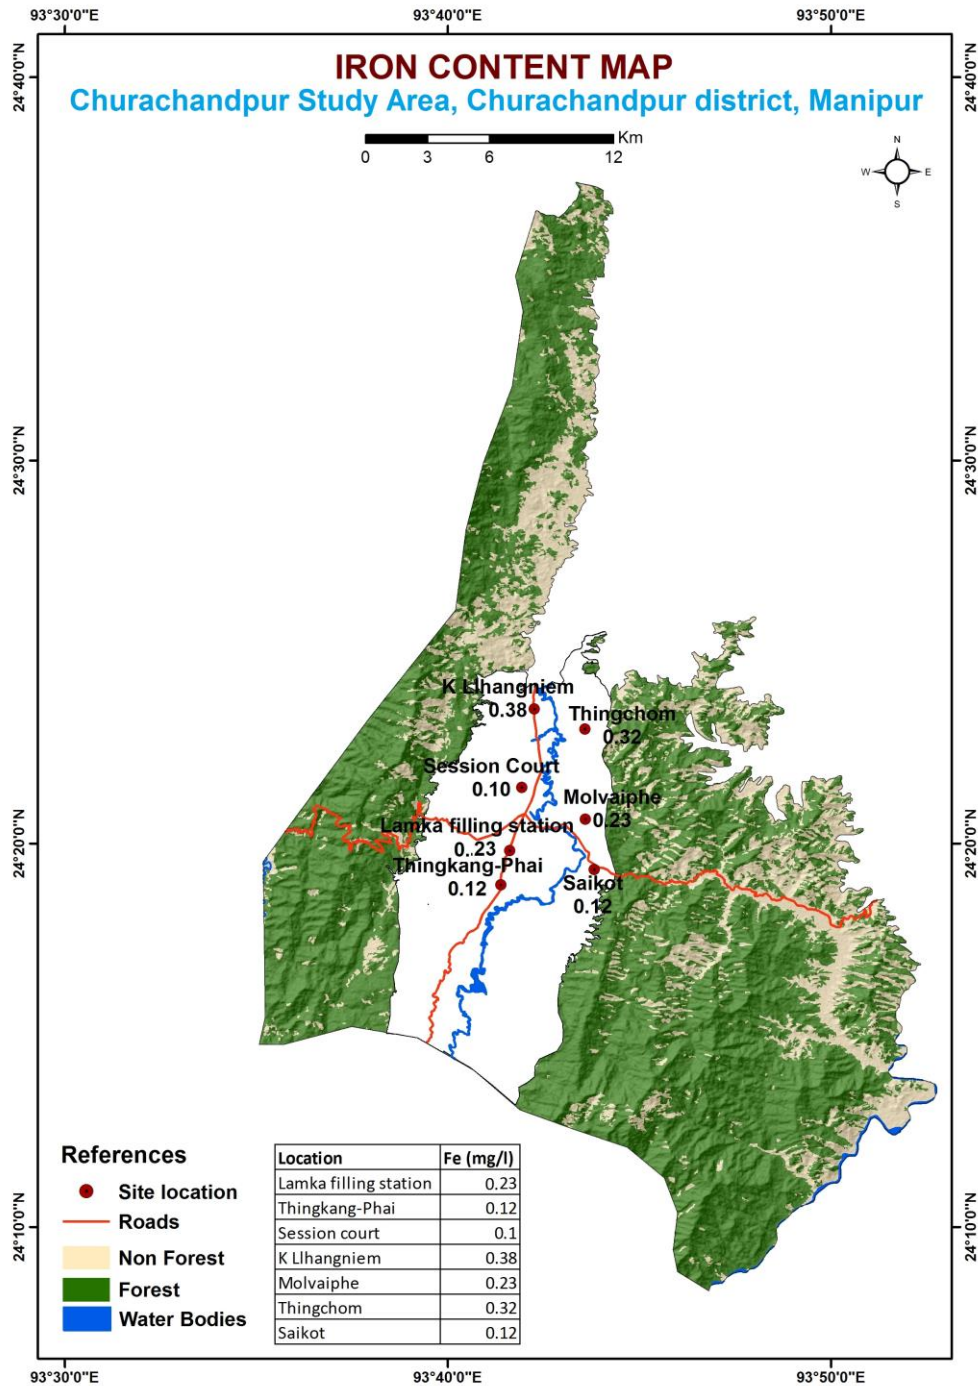 93°30'0"E 93°40'0"E 93°50'0"E
24°40'0"N 24°40'0"N
IRON CONTENT MAP
Churachandpur Study Area, Churachandpur district, Manipur
Km
0 3 6 12
N
W E
S
24°30'0"N 24°30'0"N
K Llhangniem
0.38
Thingchom
0.32
Session Court
0.10
Molvaiphe
0.23
Lamka filling station
0.23
24°20'0"N 24°20'0"N
Thingkang-Phai
0.12
Saikot
0.12
References
Site location
Roads
Non Forest
Forest
Water Bodies
Location Fe (mg/l)
Lamka filling station 0.23
Thingkang-Phai 0.12
Session court 0.1
K Llhangniem 0.38
Molvaiphe 0.23
Thingchom 0.32
Saikot 0.12
24°10'0"N 24°10'0"N
93°30'0"E 93°40'0"E 93°50'0"E